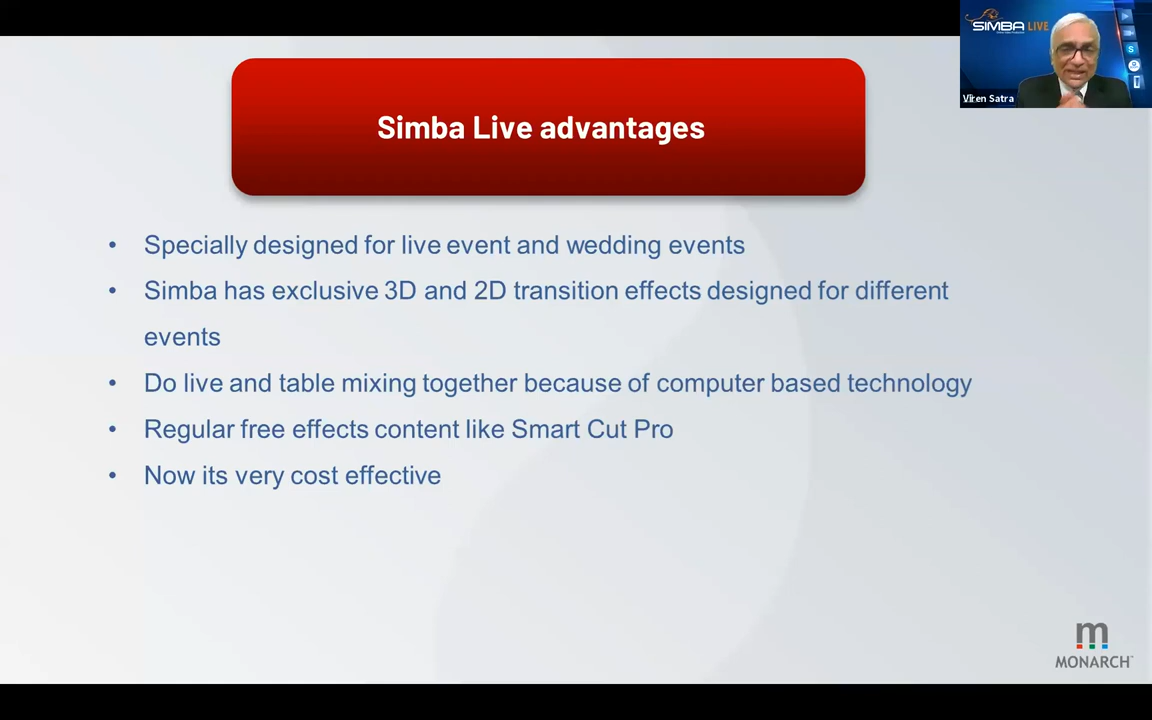 SIMBA LIVE
Viren Satra
Simba Live advantages
• Specially designed for live event and wedding events
• Simba has exclusive 3D and 2D transition effects designed for different
events
• Do live and table mixing together because of computer based technology
• Regular free effects content like Smart Cut Pro
• Now its very cost effective
m
MONARCH